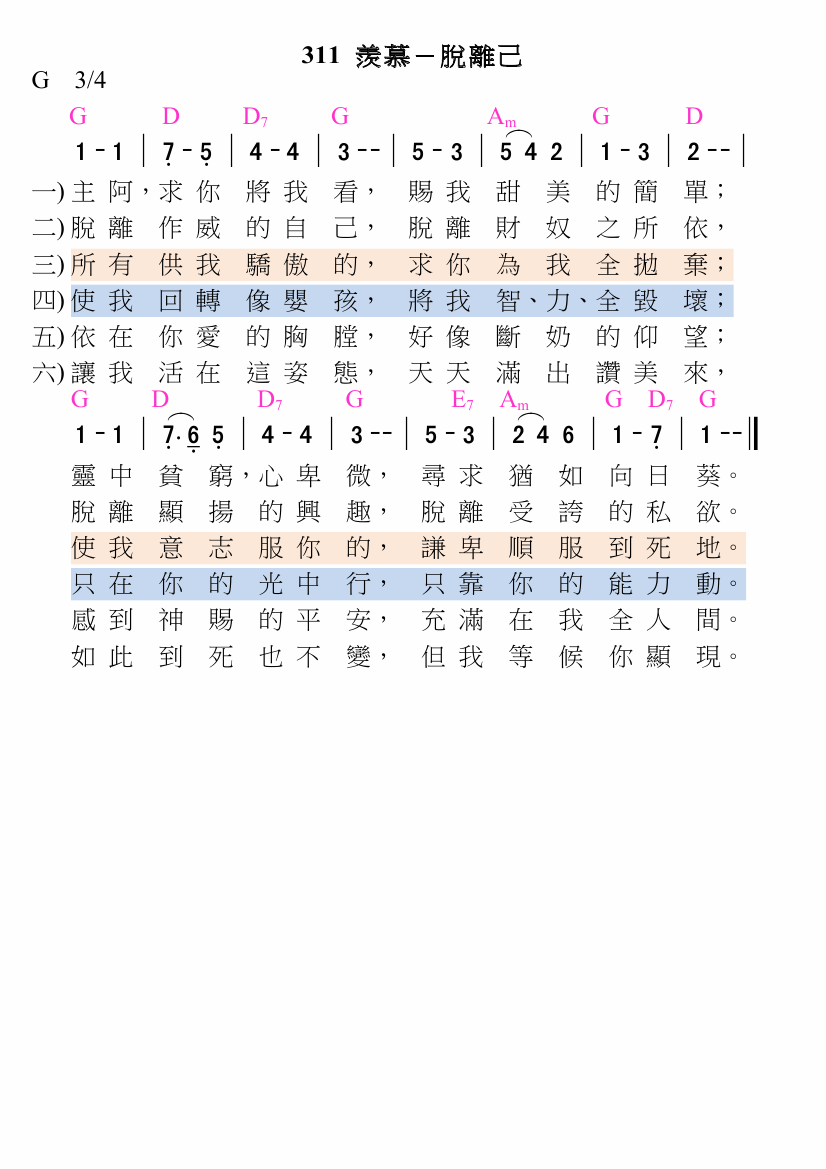 311 羨慕－脫離己
G 3/4
G D D7 G Am G D
1 - 1 | 7 - 5 | 4 - 4 | 3 -- | 5 - 3 | 5 4 2 | 1 - 3 | 2 -- |
一) 主阿，求你將我看，賜我甜美的簡單；
二) 脫離作威的自己，脫離財奴之所依，
三) 所有供我驕傲的，求你為我全拋棄；
四) 使我回轉像嬰孩，將我智、力、全毀壞；
五) 依在你愛的胸膛，好像斷奶的仰望；
六) 讓我活在這姿態，天天滿出讚美來，
G D D7 G E7 Am G D7 G
1 - 1 | 7· 6 5 | 4 - 4 | 3 -- | 5 - 3 | 2 4 6 | 1 - 7 | 1 -- ‖
靈中貧窮，心卑微，尋求猶如向日葵。
脫離顯揚的興趣，脫離受誇的私欲。
使我意志服你的，謙卑順服到死地。
只在你的光中行，只靠你的能力動。
感到神賜的平安，充滿在我全人間。
如此到死也不變，但我等候你顯現。